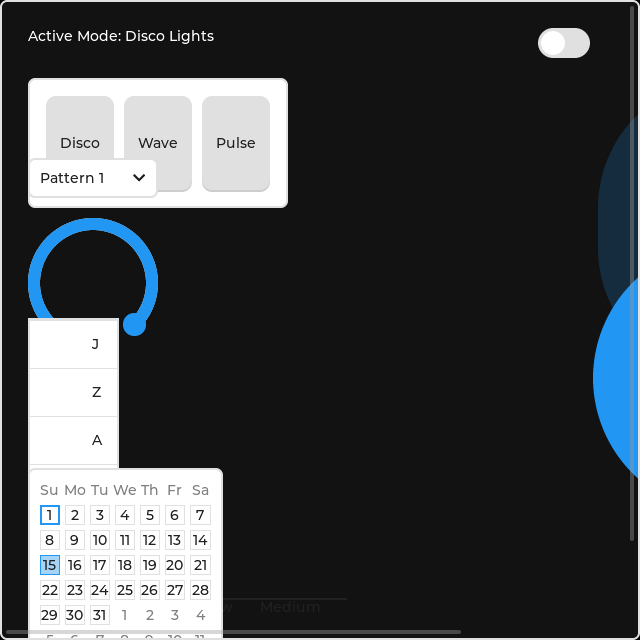 Active Mode: Disco Lights
Disco Wave Pulse
Pattern 1
J
Z
A
Su Mo Tu We Th Fr Sa
1 2 3 4 5 6 7
8 9 10 11 12 13 14
15 16 17 18 19 20 21
22 23 24 25 26 27 28
29 30 31 1 2 3 4
w Medium
5 6 7 8 9 10 11